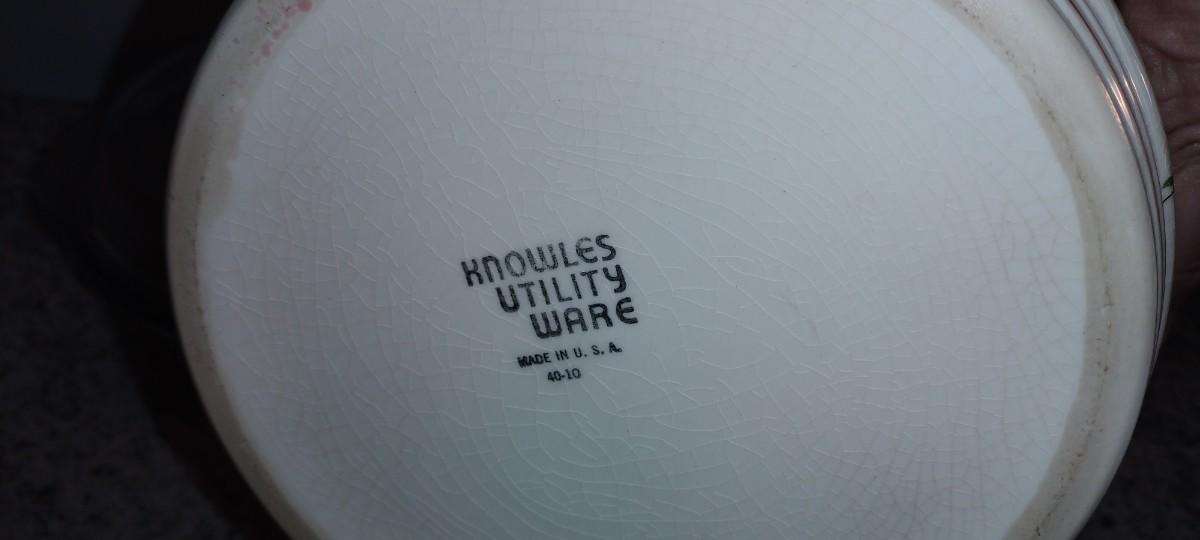 KNOWLES
UTILITY
WARE
MADE IN U. S. A.
40-10